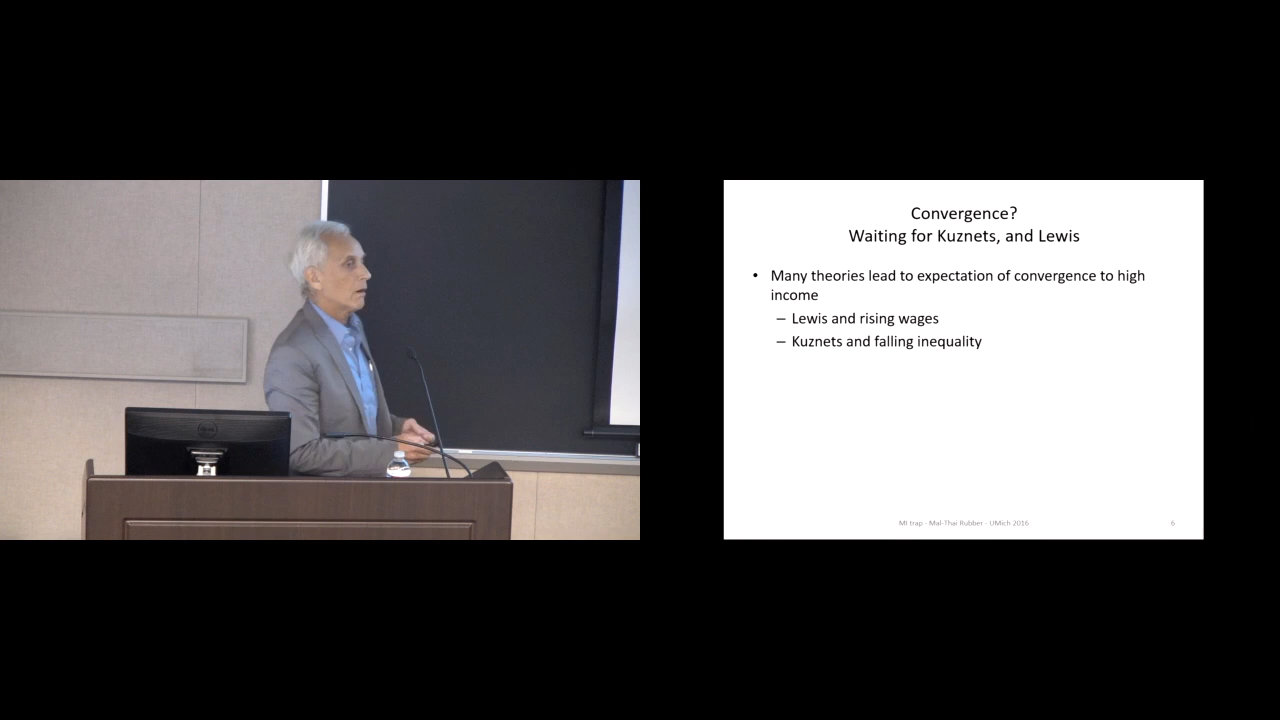 Convergence?
Waiting for Kuznets, and Lewis
• Many theories lead to expectation of convergence to high
income
– Lewis and rising wages
– Kuznets and falling inequality
MI trap - Mal-Thai Rubber - UMich 2016
6